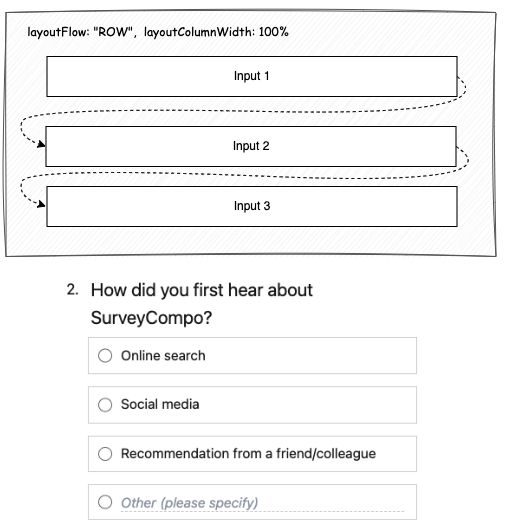 layoutFlow: "ROW", layoutColumnWidth: 100%
Input 1
Input 2
Input 3
2. How did you first hear about
SurveyCompo?
Online search
Social media
Recommendation from a friend/colleague
Other (please specify)